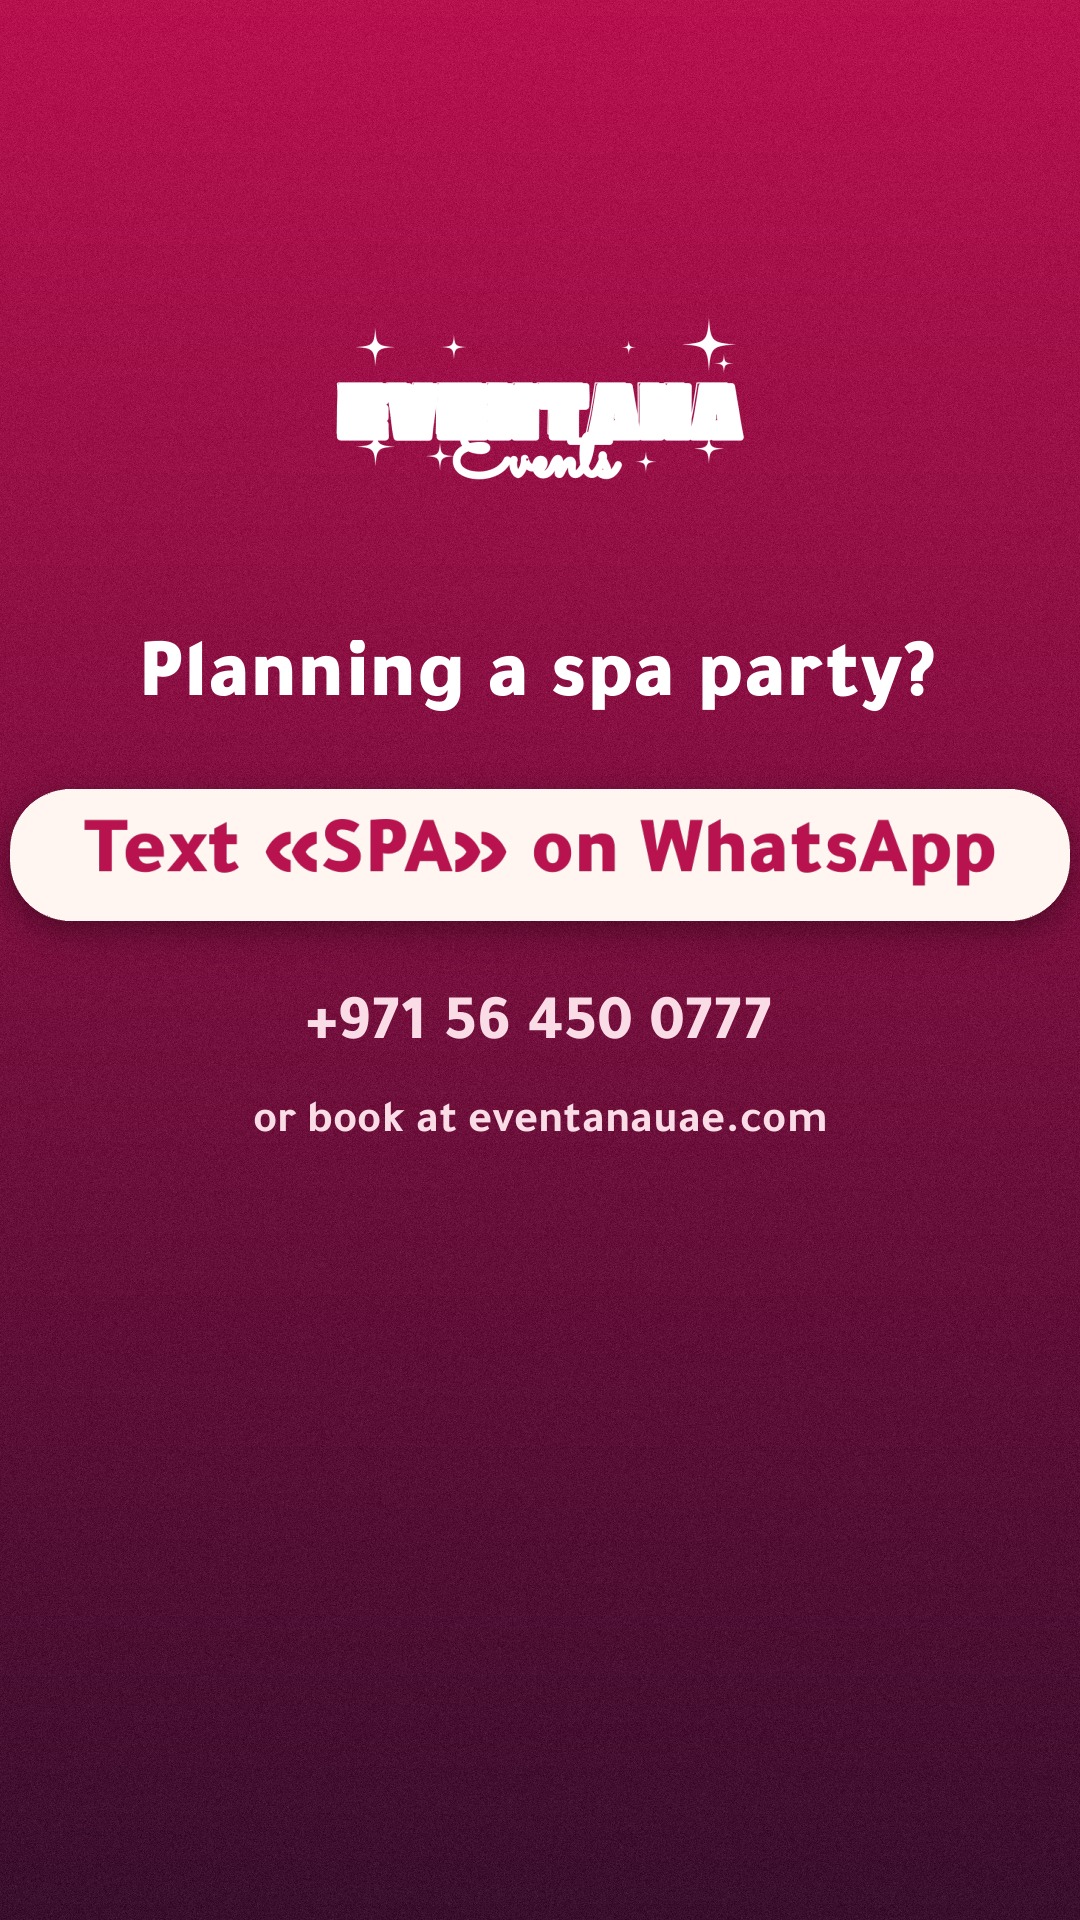 EVENTANA
Events
Planning a spa party?
Text «SPA» on WhatsApp
+971 56 450 0777
or book at eventanauae.com